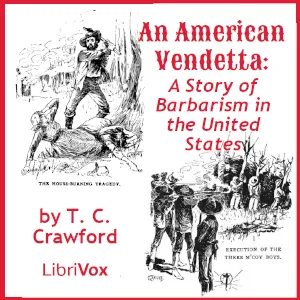 An American
Vendetta:
A Story of
Barbarism in
the United
States
THE HOUSE-BURNING TRAGEDY.
by T. C.
Crawford
LibriVox
EXECUTION OF THE
THREE M'COY BOYS.